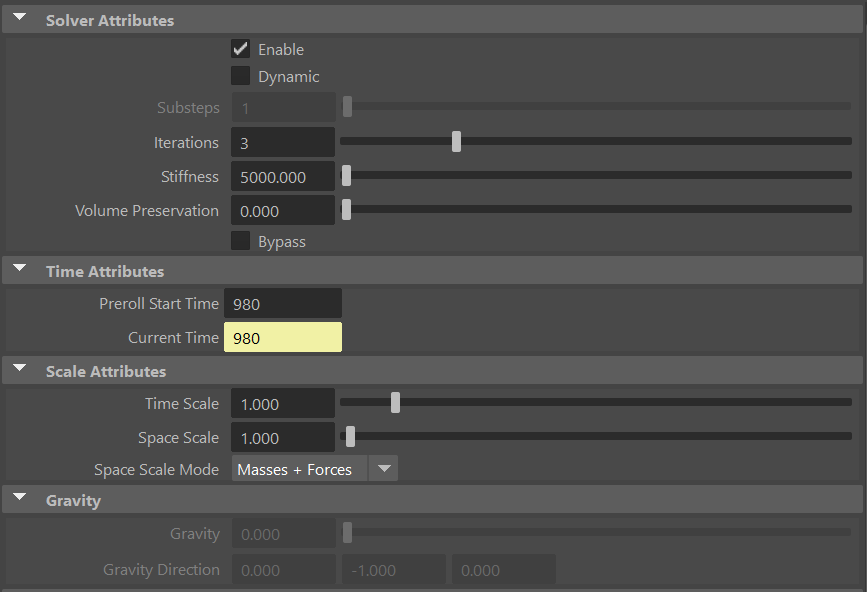 Solver Attributes
Enable
Dynamic
Substeps 1
Iterations 3
Stiffness 5000.000
Volume Preservation 0.000
Bypass
Time Attributes
Preroll Start Time 980
Current Time 980
Scale Attributes
Time Scale 1.000
Space Scale 1.000
Space Scale Mode Masses + Forces
Gravity
Gravity 0.000
Gravity Direction 0.000 -1.000 0.000